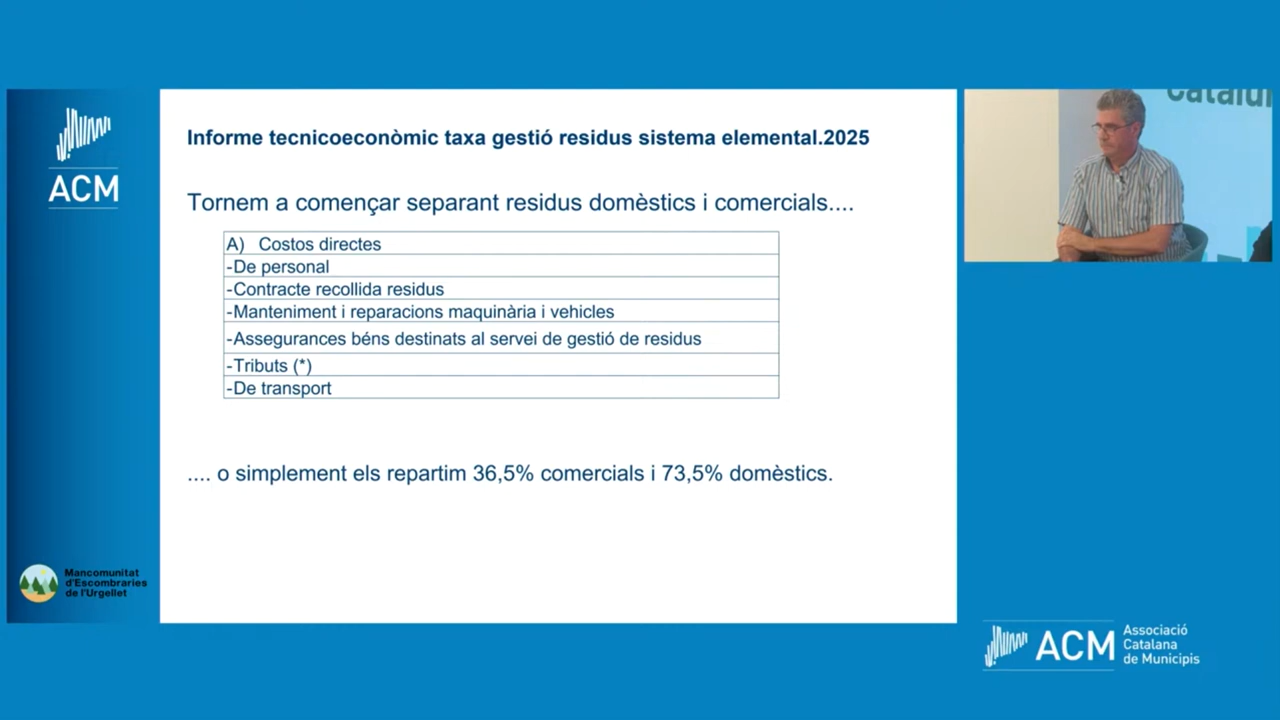 ACM
Informe tecnicoeconòmic taxa gestió residus sistema elemental.2025
Tornem a començar separant residus domèstics i comercials....
A) Costos directes
-De personal
-Contracte recollida residus
-Manteniment i reparacions maquinària i vehicles
-Assegurances béns destinats al servei de gestió de residus
-Tributs (*)
-De transport
.... o simplement els repartim 36,5% comercials i 73,5% domèstics.
Mancomunitat
d'Escombraries
de l'Urgellet
ACM
Associació
Catalana
de Municipis